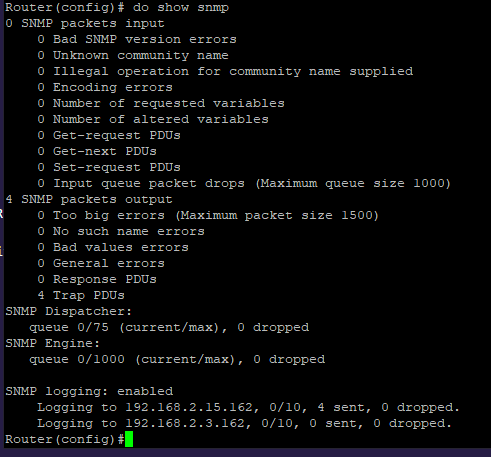 Router(config)# do show snmp
0 SNMP packets input
    0 Bad SNMP version errors
    0 Unknown community name
    0 Illegal operation for community name supplied
    0 Encoding errors
    0 Number of requested variables
    0 Number of altered variables
    0 Get-request PDUs
    0 Get-next PDUs
    0 Set-request PDUs
    0 Input queue packet drops (Maximum queue size 1000)
4 SNMP packets output
    0 Too big errors (Maximum packet size 1500)
    0 No such name errors
    0 Bad values errors
    0 General errors
    0 Response PDUs
    4 Trap PDUs
SNMP Dispatcher:
   queue 0/75 (current/max), 0 dropped
SNMP Engine:
   queue 0/1000 (current/max), 0 dropped

SNMP logging: enabled
    Logging to 192.168.2.15.162, 0/10, 4 sent, 0 dropped.
    Logging to 192.168.2.3.162, 0/10, 0 sent, 0 dropped.
Router(config)#